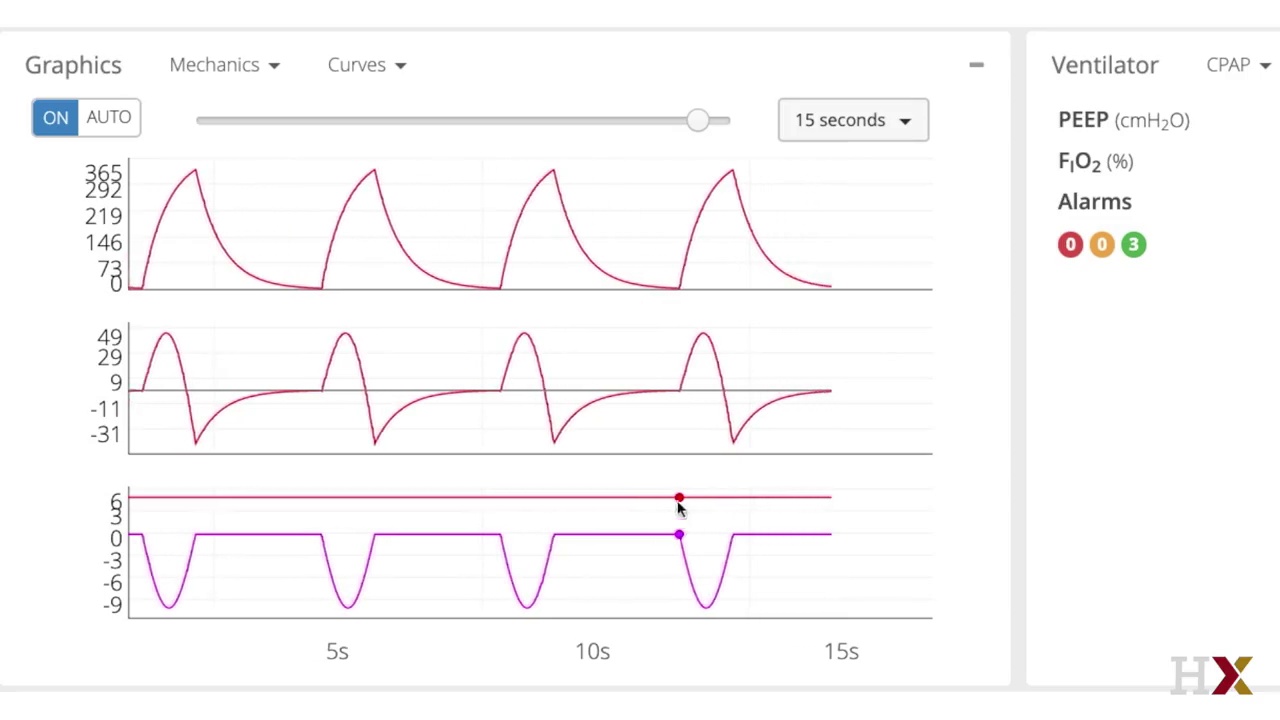 Graphics Mechanics Curves
Ventilator CPAP
ON AUTO
15 seconds
PEEP (cmH₂O)
FIO₂ (%)
Alarms
0 0 3
365
292
219
146
73
0
49
29
9
-11
-31
6
3
0
-3
-6
-9
5s 10s 15s
HX